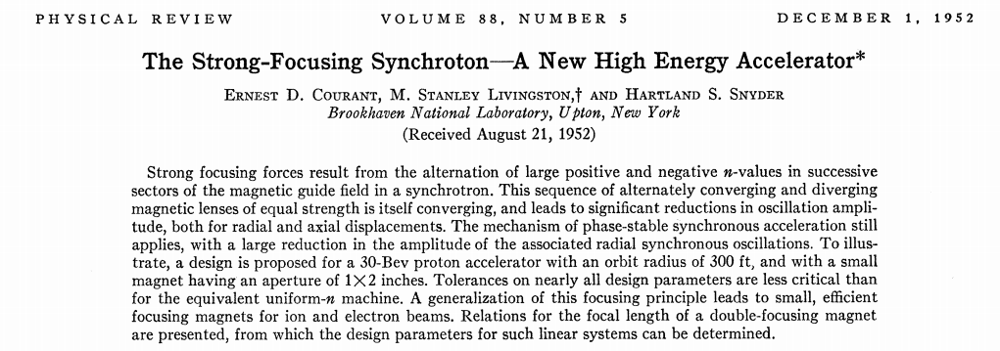 PHYSICAL REVIEW VOLUME 88, NUMBER 5 DECEMBER 1, 1952
The Strong-Focusing Synchroton—A New High Energy Accelerator*
ERNEST D. COURANT, M. STANLEY LIVINGSTON,† AND HARTLAND S. SNYDER
Brookhaven National Laboratory, Upton, New York
(Received August 21, 1952)
Strong focusing forces result from the alternation of large positive and negative n-values in successive
sectors of the magnetic guide field in a synchrotron. This sequence of alternately converging and diverging
magnetic lenses of equal strength is itself converging, and leads to significant reductions in oscillation ampli-
tude, both for radial and axial displacements. The mechanism of phase-stable synchronous acceleration still
applies, with a large reduction in the amplitude of the associated radial synchronous oscillations. To illus-
trate, a design is proposed for a 30-Bev proton accelerator with an orbit radius of 300 ft, and with a small
magnet having an aperture of 1×2 inches. Tolerances on nearly all design parameters are less critical than
for the equivalent uniform-n machine. A generalization of this focusing principle leads to small, efficient
focusing magnets for ion and electron beams. Relations for the focal length of a double-focusing magnet
are presented, from which the design parameters for such linear systems can be determined.